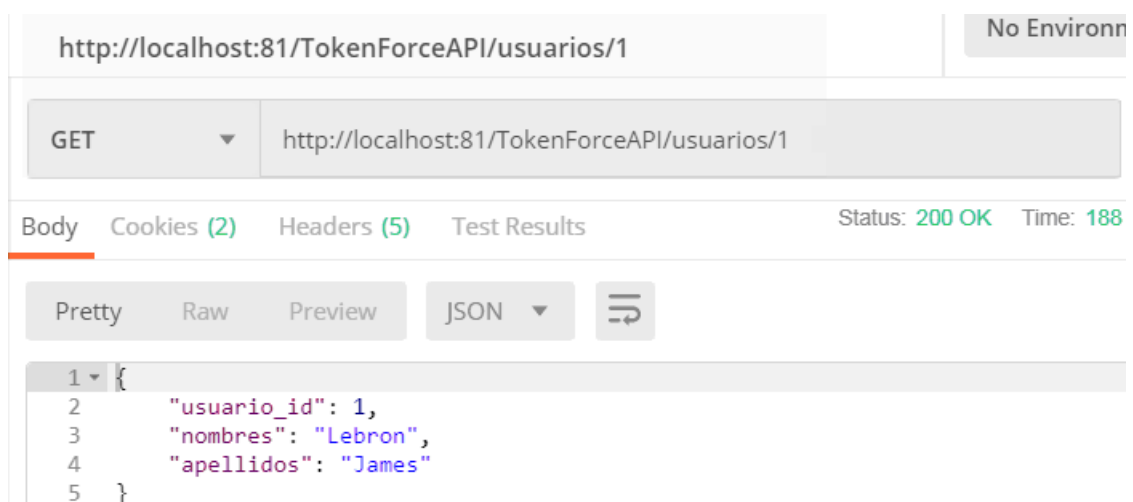 http://localhost:81/TokenForceAPI/usuarios/1
GET http://localhost:81/TokenForceAPI/usuarios/1
Body Cookies (2) Headers (5) Test Results Status: 200 OK Time: 188
Pretty Raw Preview JSON
1 {
2 "usuario_id": 1,
3 "nombres": "Lebron",
4 "apellidos": "James"
5 }